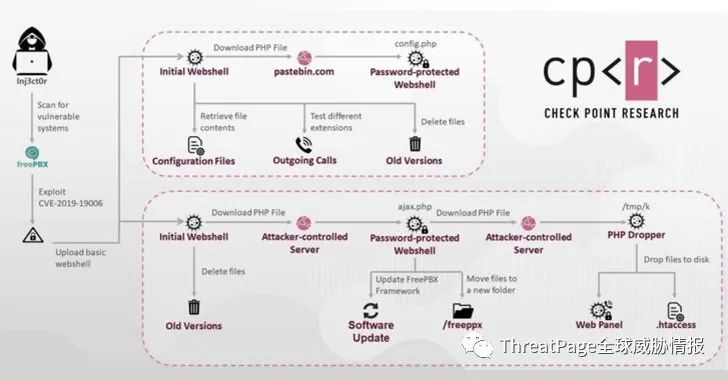 Inj3ct0r
Scan for
vulnerable
systems
freePBX
Exploit
CVE-2019-19006
Upload basic
webshell
Initial Webshell
Download PHP File
pastebin.com
config.php
Password-protected
Webshell
Retrieve file
contents
Test different
extensions
Delete files
Configuration Files
Outgoing Calls
Old Versions
cp<r>
CHECK POINT RESEARCH
Initial Webshell
Download PHP File
Attacker-controlled
Server
ajax.php
Password-protected
Webshell
Download PHP File
Attacker-controlled
Server
/tmp/k
PHP Dropper
Delete files
Old Versions
Update FreePBX
Framework
Move files to
a new folder
Drop files to disk
Software
Update
/freeppx
Web Panel
.htaccess
ThreatPage全球威胁情报